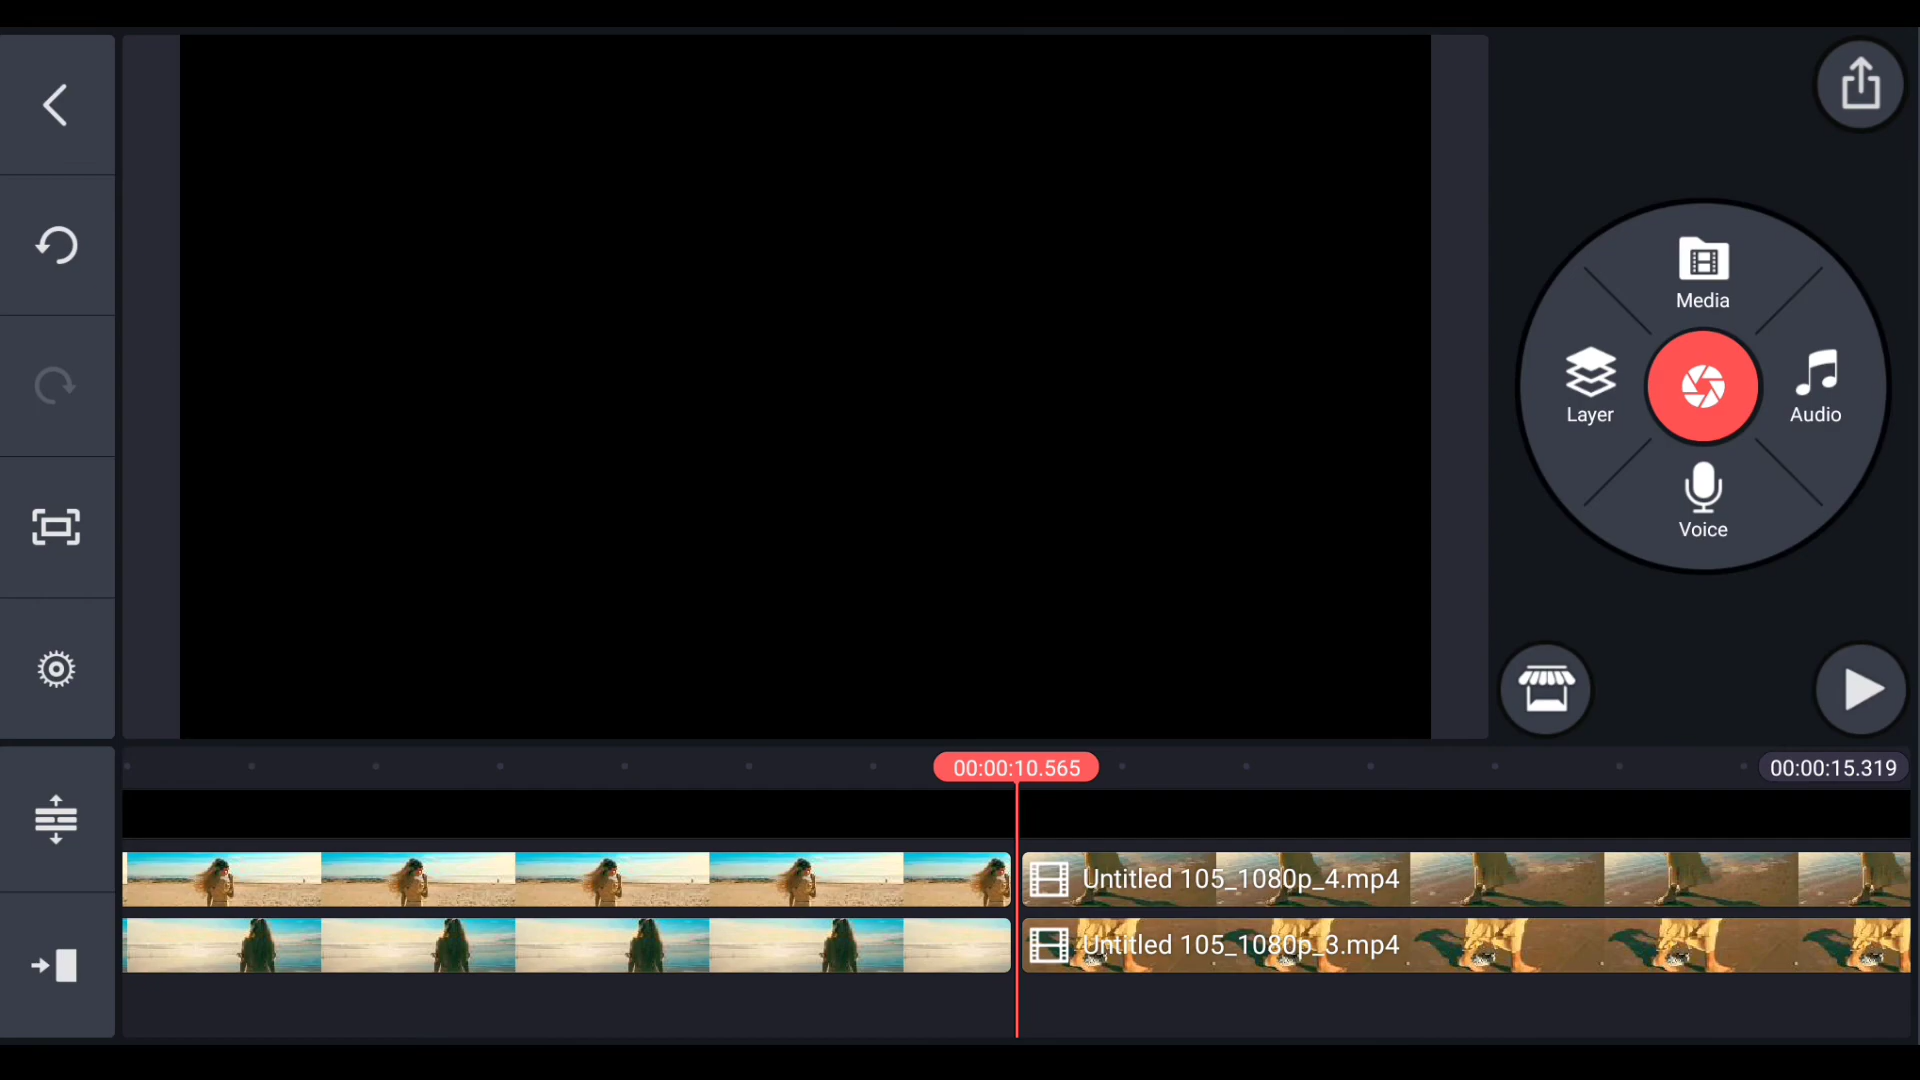 Media
Layer
Audio
Voice
00:00:10.565
00:00:15.319
Untitled 105_1080p_4.mp4
Untitled 105_1080p_3.mp4